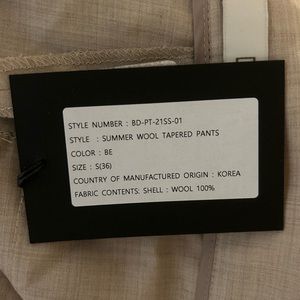 STYLE NUMBER : BD-PT-21SS-01
STYLE : SUMMER WOOL TAPERED PANTS
COLOR : BE
SIZE : S(36)
COUNTRY OF MANUFACTURED ORIGIN : KOREA
FABRIC CONTENTS: SHELL : WOOL 100%